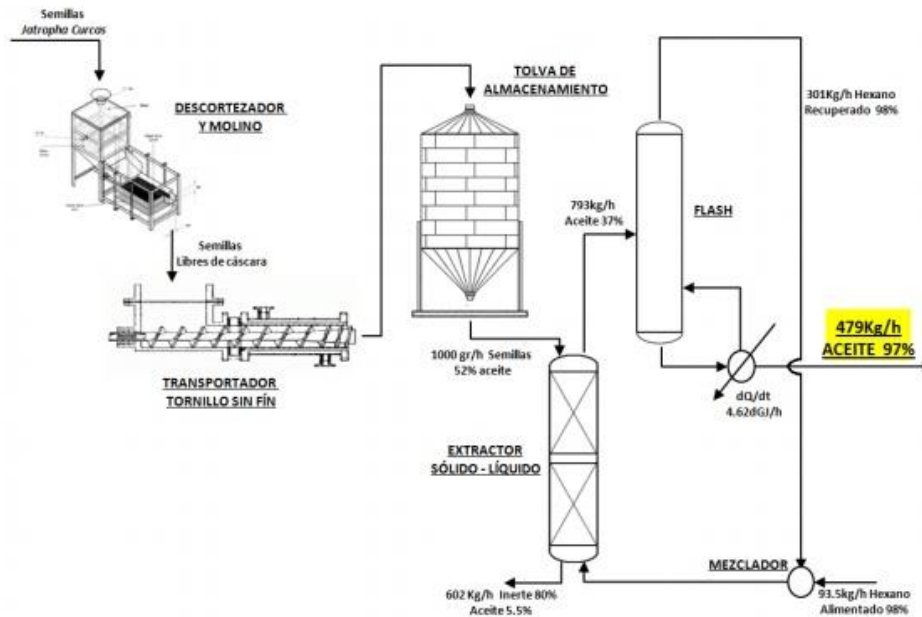 Semillas
Jatropha Curcas
DESCORTEZADOR
Y MOLINO
Semillas
Libres de cáscara
TRANSPORTADOR
TORNILLO SIN FÍN
TOLVA DE
ALMACENAMIENTO
1000 gr/h Semillas
52% aceite
EXTRACTOR
SÓLIDO - LÍQUIDO
602 Kg/h Inerte 80%
Aceite 5.5%
793kg/h
Aceite 37%
FLASH
301Kg/h Hexano
Recuperado 98%
479Kg/h
ACEITE 97%
dQ/dt
4.62dGJ/h
MEZCLADOR
93.5kg/h Hexano
Alimentado 98%